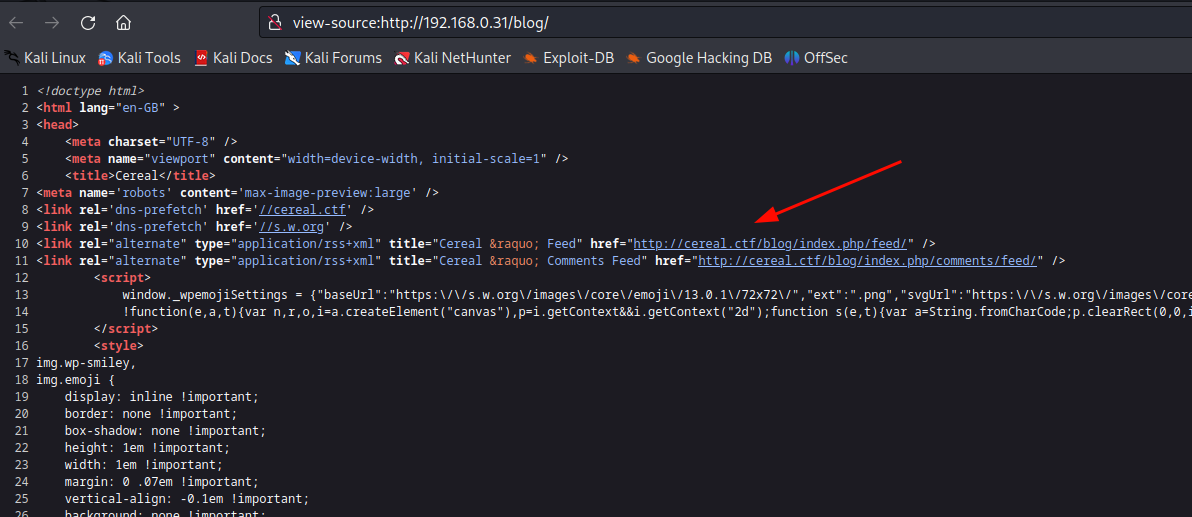 view-source:http://192.168.0.31/blog/
Kali Linux Kali Tools Kali Docs Kali Forums Kali NetHunter Exploit-DB Google Hacking DB OffSec
1 <!doctype html>
2 <html lang="en-GB" >
3 <head>
4 <meta charset="UTF-8" />
5 <meta name="viewport" content="width=device-width, initial-scale=1" />
6 <title>Cereal</title>
7 <meta name='robots' content='max-image-preview:large' />
8 <link rel='dns-prefetch' href='//cereal.ctf' />
9 <link rel='dns-prefetch' href='//s.w.org' />
10 <link rel="alternate" type="application/rss+xml" title="Cereal &raquo; Feed" href="http://cereal.ctf/blog/index.php/feed/" />
11 <link rel="alternate" type="application/rss+xml" title="Cereal &raquo; Comments Feed" href="http://cereal.ctf/blog/index.php/comments/feed/" />
12 <script>
13 window._wpemojiSettings = {"baseUrl":"https:\/\/s.w.org\/images\/core\/emoji\/13.0.1\/72x72\/","ext":".png","svgUrl":"https:\/\/s.w.org\/images\/core
14 !function(e,a,t){var n,r,o,i=a.createElement("canvas"),p=i.getContext&&i.getContext("2d");function s(e,t){var a=String.fromCharCode;p.clearRect(0,0,i
15 </script>
16 <style>
17 img.wp-smiley,
18 img.emoji {
19 display: inline !important;
20 border: none !important;
21 box-shadow: none !important;
22 height: 1em !important;
23 width: 1em !important;
24 margin: 0 .07em !important;
25 vertical-align: -0.1em !important;
26 background: none !important;